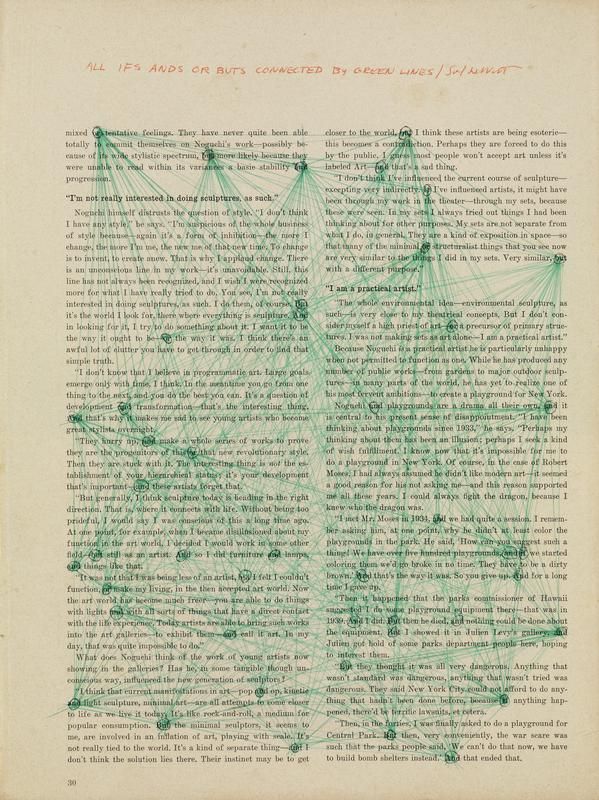 ALL IFS ANDS OR BUTS CONNECTED BY GREEN LINES / Sol LeWitt
mixed tentative feelings. They have never quite been able
totally to commit themselves on Noguchi's work—possibly be-
cause of its wide stylistic spectrum, but more likely because they
were unable to read within its variances a basic stability and
progression.
"I'm not really interested in doing sculptures, as such."
Noguchi himself distrusts the question of style. "I don't think
I have any style," he says. "I'm suspicious of the whole business
of style because—again it's a form of inhibition—the more I
change, the more I'm me, the new me of that new time. To change
is to invent, to create anew. That is why I applaud change. There
is an unconscious line in my work—it's unavoidable. Still, this
line has not always been recognized, and I wish I were recognized
more for what I have really tried to do. You see, I'm not really
interested in doing sculptures, as such. I do them, of course. But
it's the world I look for, there where everything is sculpture. And
in looking for it, I try to do something about it. I want it to be
the way it ought to be—or the way it was. I think there's an
awful lot of clutter you have to get through in order to find that
simple truth.
"I don't know that I believe in programmatic art. Large goals
emerge only with time, I think. In the meantime you go from one
thing to the next and you do the best you can. It's a question of
development and transformation—that's the interesting thing.
And that's why it makes me sad to see young artists who become
great stylists overnight.
"They hurry up, and make a whole series of works to prove
they are the progenitors of this or that new revolutionary style.
Then they are stuck with it. The interesting thing is not the es-
tablishment of your hierarchical status; it's your development
that's important—and these artists forget that.
"But generally, I think sculpture today is heading in the right
direction. That is, where it connects with life. Without being too
prideful, I would say I was conscious of this a long time ago.
At one point, for example, when I became disillusioned about my
function in the art world, I decided I would work in some other
field—but still as an artist. And so I did furniture and lamps,
and things like that.
"It was not that I was being less of an artist, but I felt I couldn't
function, or make my living, in the then accepted art world. Now
the art world has become much freer—you are able to do things
with lights and with all sorts of things that have a direct contact
with the life experience. Today artists are able to bring such works
into the art galleries—to exhibit them—and call it art. In my
day, that was quite impossible to do."
What does Noguchi think of the work of young artists now
showing in the galleries? Has he, in some tangible though un-
conscious way, influenced the new generation of sculptors?
"I think that current manifestations in art—pop and op, kinetic
and light sculpture, minimal art—are all attempts to come closer
to life as we live it today. It's like rock-and-roll, a medium for
popular consumption. But the minimal sculptors, it seems to
me, are involved in an inflation of art, playing with scale. It's
not really tied to the world. It's a kind of separate thing—and I
don't think the solution lies there. Their instinct may be to get
30
closer to the world, but I think these artists are being esoteric—
this becomes a contradiction. Perhaps they are forced to do this
by the public. I guess most people won't accept art unless it's
labeled Art—and that's a sad thing.
"I don't think I've influenced the current course of sculpture—
excepting very indirectly. If I've influenced artists, it might have
been through my work in the theater—through my sets, because
these were seen. In my sets I always tried out things I had been
thinking about for other purposes. My sets are not separate from
what I do, in general. They are a kind of exposition in space—so
that many of the minimal or structuralist things that you see now
are very similar to the things I did in my sets. Very similar, but
with a different purpose."
"I am a practical artist."
"The whole environmental idea—environmental sculpture, as
such—is very close to my theatrical concepts. But I don't con-
sider myself a high priest of art—or a precursor of primary struc-
tures. I was not making sets as art alone—I am a practical artist."
Because Noguchi is a practical artist he is particularly unhappy
when not permitted to function as one. While he has produced any
number of public works—from gardens to major outdoor sculp-
tures—in many parts of the world, he has yet to realize one of
his most fervent ambitions—to create a playground for New York.
Noguchi and playgrounds are a drama all their own, and it
is central to his present sense of disappointment. "I have been
thinking about playgrounds since 1933," he says. "Perhaps my
thinking about them has been an illusion; perhaps I seek a kind
of wish fulfillment. I know now that it's impossible for me to
do a playground in New York. Of course, in the case of Robert
Moses, I had always assumed he didn't like modern art—it seemed
a good reason for his not asking me—and this reason supported
me all these years. I could always fight the dragon, because I
knew who the dragon was.
"I met Mr. Moses in 1934, and we had quite a session. I remem-
ber asking him, at one point, why he didn't at least color the
playgrounds in the park. He said, 'How can you suggest such a
thing! We have over five hundred playgrounds, and if we started
coloring them we'd go broke in no time. They have to be a dirty
brown.' And that's the way it was. So you give up. And for a long
time I gave up.
"Then it happened that the parks commissioner of Hawaii
suggested I do some playground equipment there—that was in
1939. And I did. But then he died, and nothing could be done about
the equipment. But I showed it in Julien Levy's gallery, and
Julien got hold of some parks department people here, hoping
to interest them.
"But they thought it was all very dangerous. Anything that
wasn't standard was dangerous, anything that wasn't tried was
dangerous. They said New York City could not afford to do any-
thing that hadn't been done before, because if anything hap-
pened, there'd be terrific lawsuits, et cetera.
"Then, in the forties, I was finally asked to do a playground for
Central Park. But then, very conveniently, the war scare was
such that the parks people said, 'We can't do that now, we have
to build bomb shelters instead.' And that ended that.